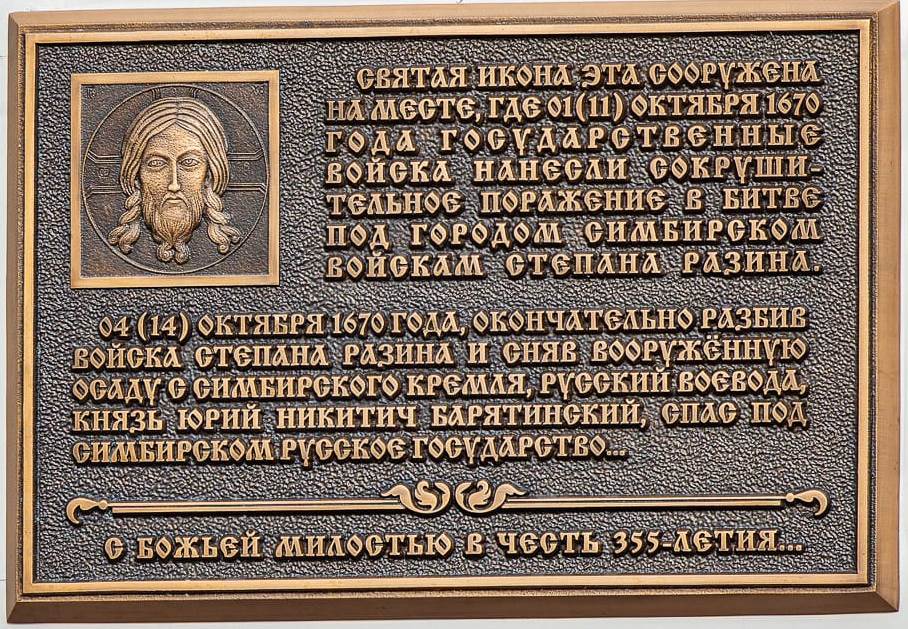 СВЯТАЯ ИКОНА ЭТА СООРУЖЕНА
НА МЕСТЕ, ГДЕ 01(11) ОКТЯБРЯ 1670
ГОДА ГОСУДАРСТВЕННЫЕ
ВОЙСКА НАНЕСЛИ СОКРУШИ-
ТЕЛЬНОЕ ПОРАЖЕНИЕ В БИТВЕ
ПОД ГОРОДОМ СИМБИРСКОМ
ВОЙСКАМ СТЕПАНА РАЗИНА.
04 (14) ОКТЯБРЯ 1670 ГОДА, ОКОНЧАТЕЛЬНО РАЗБИВ
ВОЙСКА СТЕПАНА РАЗИНА И СНЯВ ВООРУЖЁННУЮ
ОСАДУ С СИМБИРСКОГО КРЕМЛЯ, РУССКИЙ ВОЕВОДА,
КНЯЗЬ ЮРИЙ НИКИТИЧ БАРЯТИНСКИЙ, СПАС ПОД
СИМБИРСКОМ РУССКОЕ ГОСУДАРСТВО...
С БОЖЬЕЙ МИЛОСТЬЮ В ЧЕСТЬ 355-ЛЕТИЯ...